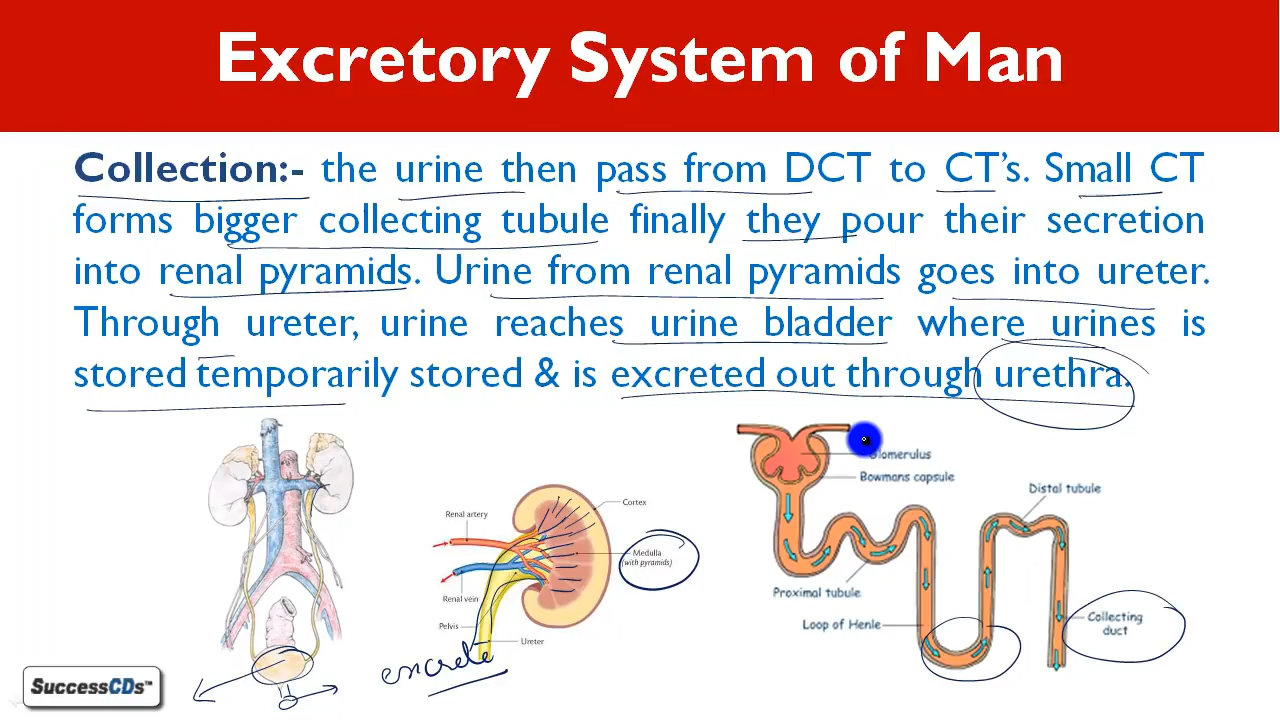 Excretory System of Man
Collection:- the urine then pass from DCT to CT's. Small CT
forms bigger collecting tubule finally they pour their secretion
into renal pyramids. Urine from renal pyramids goes into ureter.
Through ureter, urine reaches urine bladder where urines is
stored temporarily stored & is excreted out through urethra.
Glomerulus
Bowmans capsule
Distal tubule
Cortex
Renal artery
Medulla
(with pyramids)
Renal vein
Proximal tubule
Pelvis
Loop of Henle
Collecting
duct
Ureter
excrete
SuccessCDs™